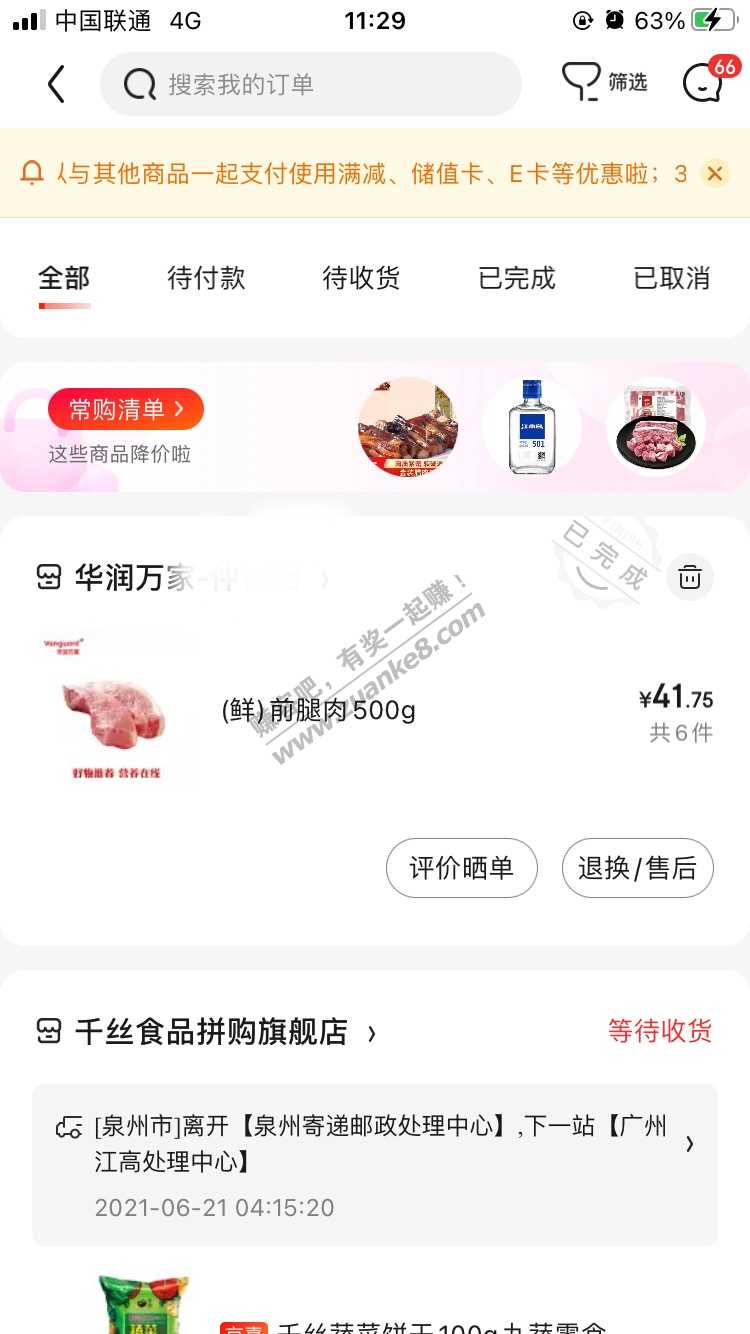 中国联通 4G 11:29 63%
搜索我的订单 筛选 66
与其他商品一起支付使用满减、储值卡、E卡等优惠啦；3
全部 待付款 待收货 已完成 已取消
常购清单
这些商品降价啦
501
华润万家
已完成
Vanguard
(鲜)前腿肉500g
¥41.75
共6件
好物推荐 营养在线
赚客吧，有奖一起赚！
www.zuanke8.com
评价晒单 退换/售后
千丝食品拼购旗舰店
等待收货
[泉州市]离开【泉州寄递邮政处理中心】,下一站【广州
江高处理中心】
2021-06-21 04:15:20
京喜 千丝蔬菜饼干100g九蔬零食